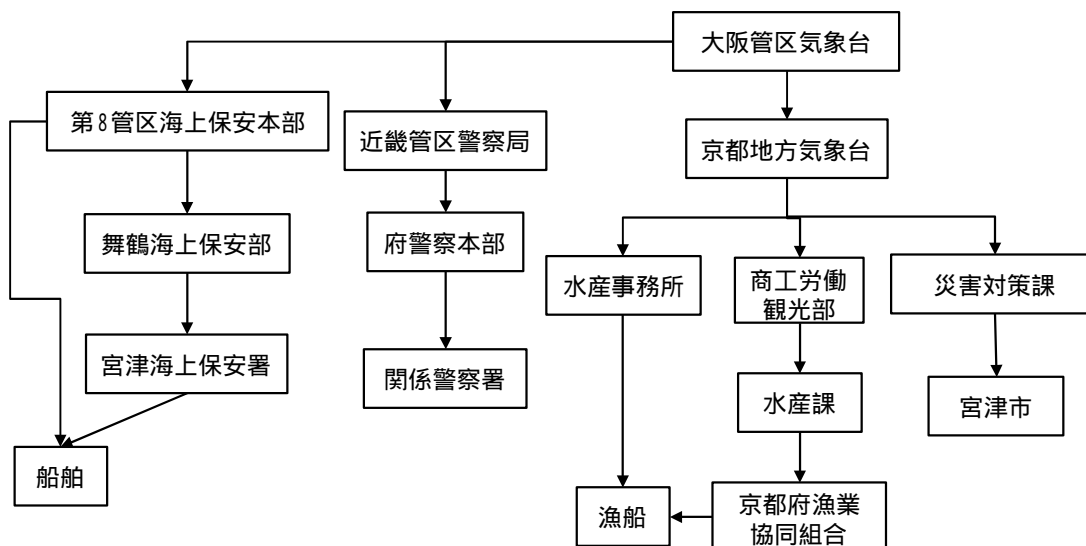 大阪管区気象台
第8管区海上保安本部
近畿管区警察局
京都地方気象台
舞鶴海上保安部
府警察本部
水産事務所
商工労働
観光部
災害対策課
宮津海上保安署
関係警察署
水産課
宮津市
船舶
漁船
京都府漁業
協同組合